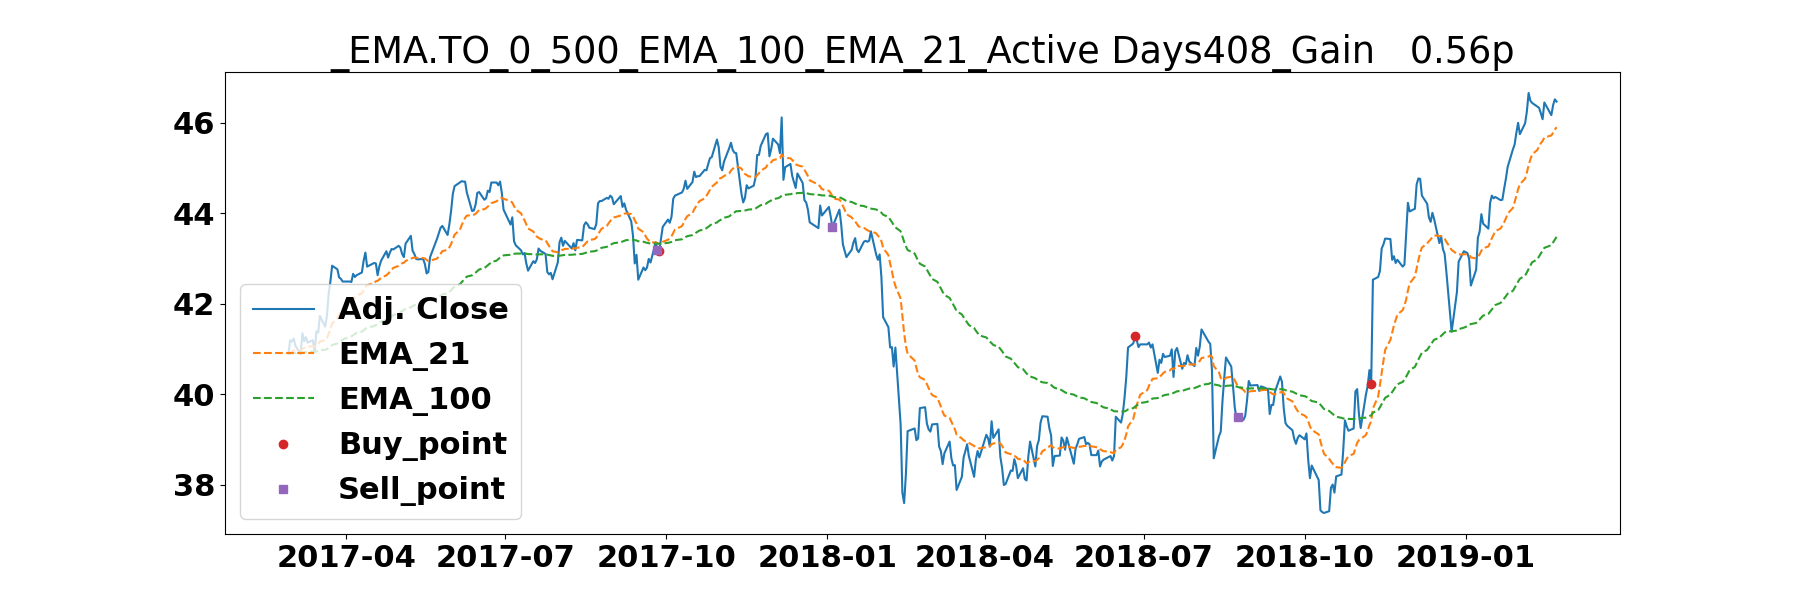 _EMA.TO_0_500_EMA_100_EMA_21_Active Days408_Gain   0.56p
46
44
42
40
38
Adj. Close
EMA_21
EMA_100
Buy_point
Sell_point
2017-04 2017-07 2017-10 2018-01 2018-04 2018-07 2018-10 2019-01